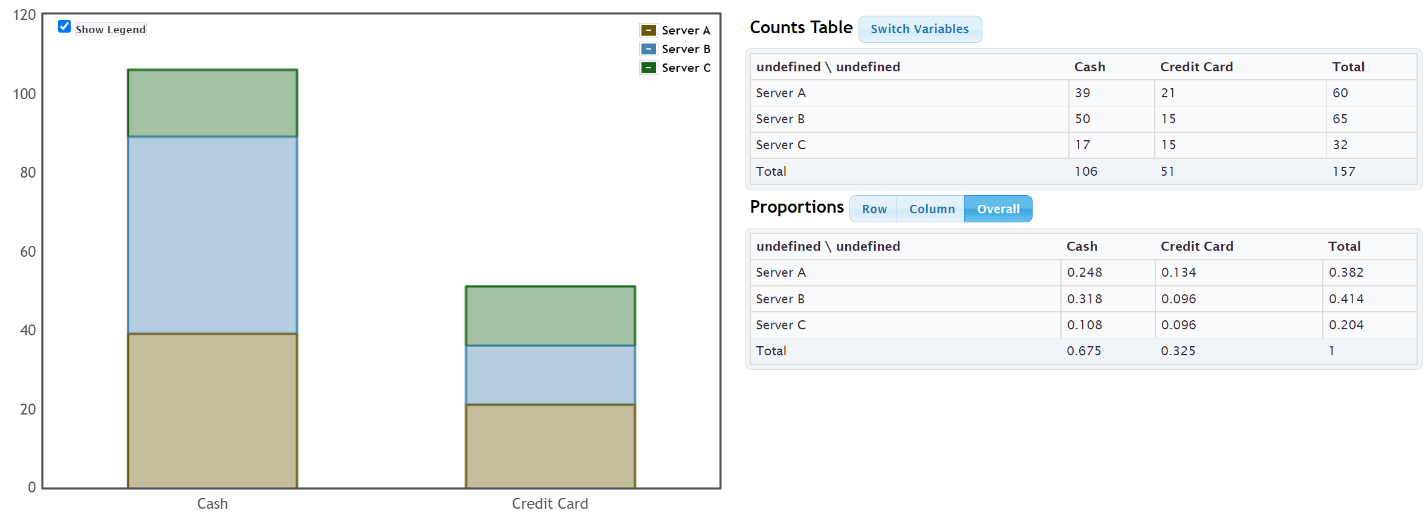 120
100
80
60
40
20
0
Show Legend
− Server A
− Server B
− Server C
Cash Credit Card
Counts Table Switch Variables
undefined \ undefined Cash Credit Card Total
Server A 39 21 60
Server B 50 15 65
Server C 17 15 32
Total 106 51 157
Proportions Row Column Overall
undefined \ undefined Cash Credit Card Total
Server A 0.248 0.134 0.382
Server B 0.318 0.096 0.414
Server C 0.108 0.096 0.204
Total 0.675 0.325 1